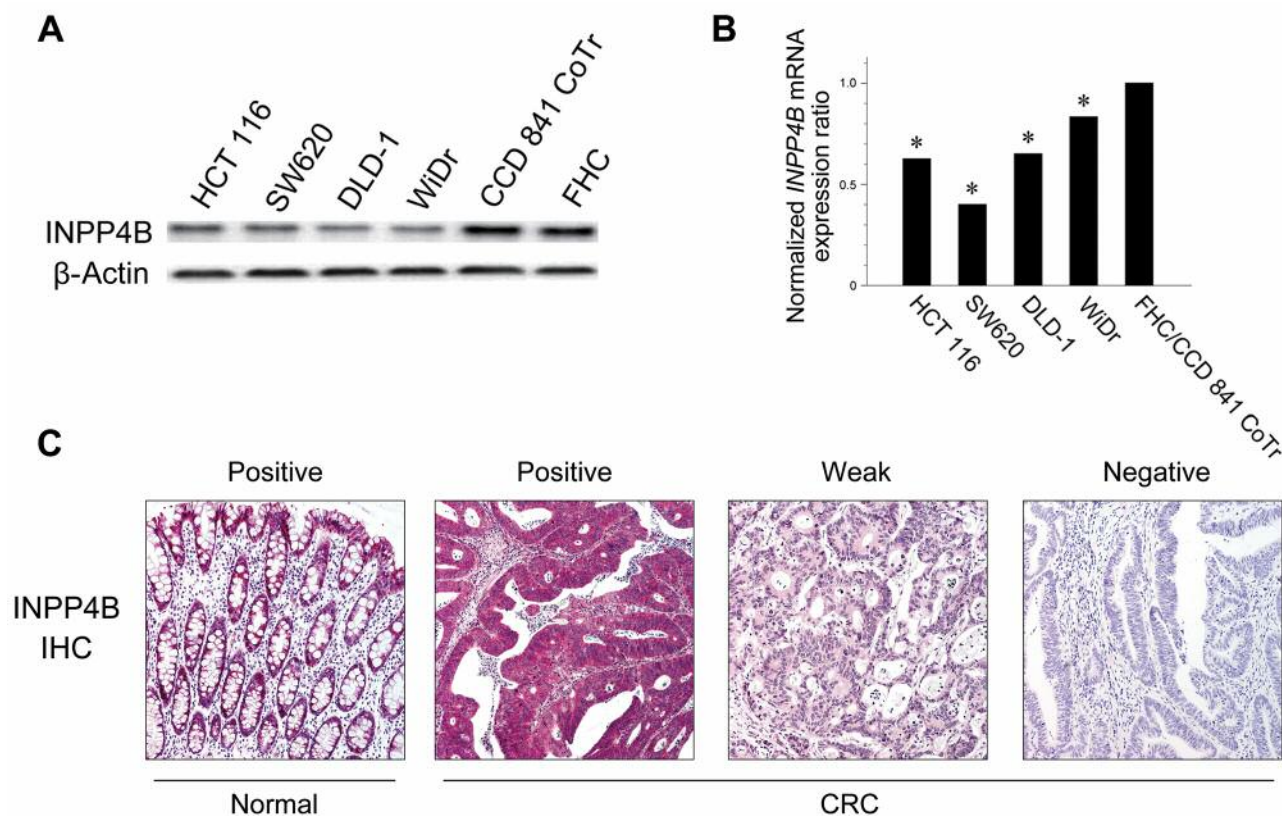 A
HCT 116
SW620
DLD-1
WiDr
CCD 841 CoTr
FHC
INPP4B
β-Actin
B
Normalized INPP4B mRNA
expression ratio
1.0
0.5
0
*
*
*
*
HCT 116
SW620
DLD-1
WiDr
FHC/CCD 841 CoTr
C
Positive
Positive
Weak
Negative
INPP4B
IHC
Normal
CRC